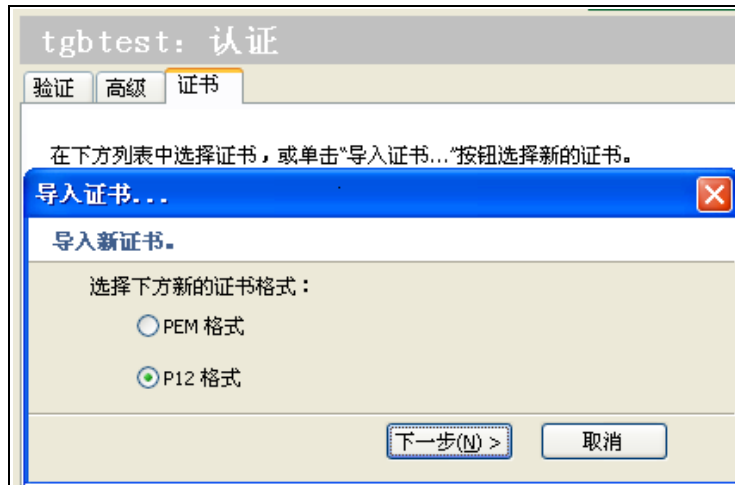 tgbtest: 认证
验证 高级 证书
在下方列表中选择证书，或单击“导入证书...”按钮选择新的证书。
导入证书...
导入新证书。
选择下方新的证书格式：
PEM 格式
P12 格式
下一步(N) > 取消